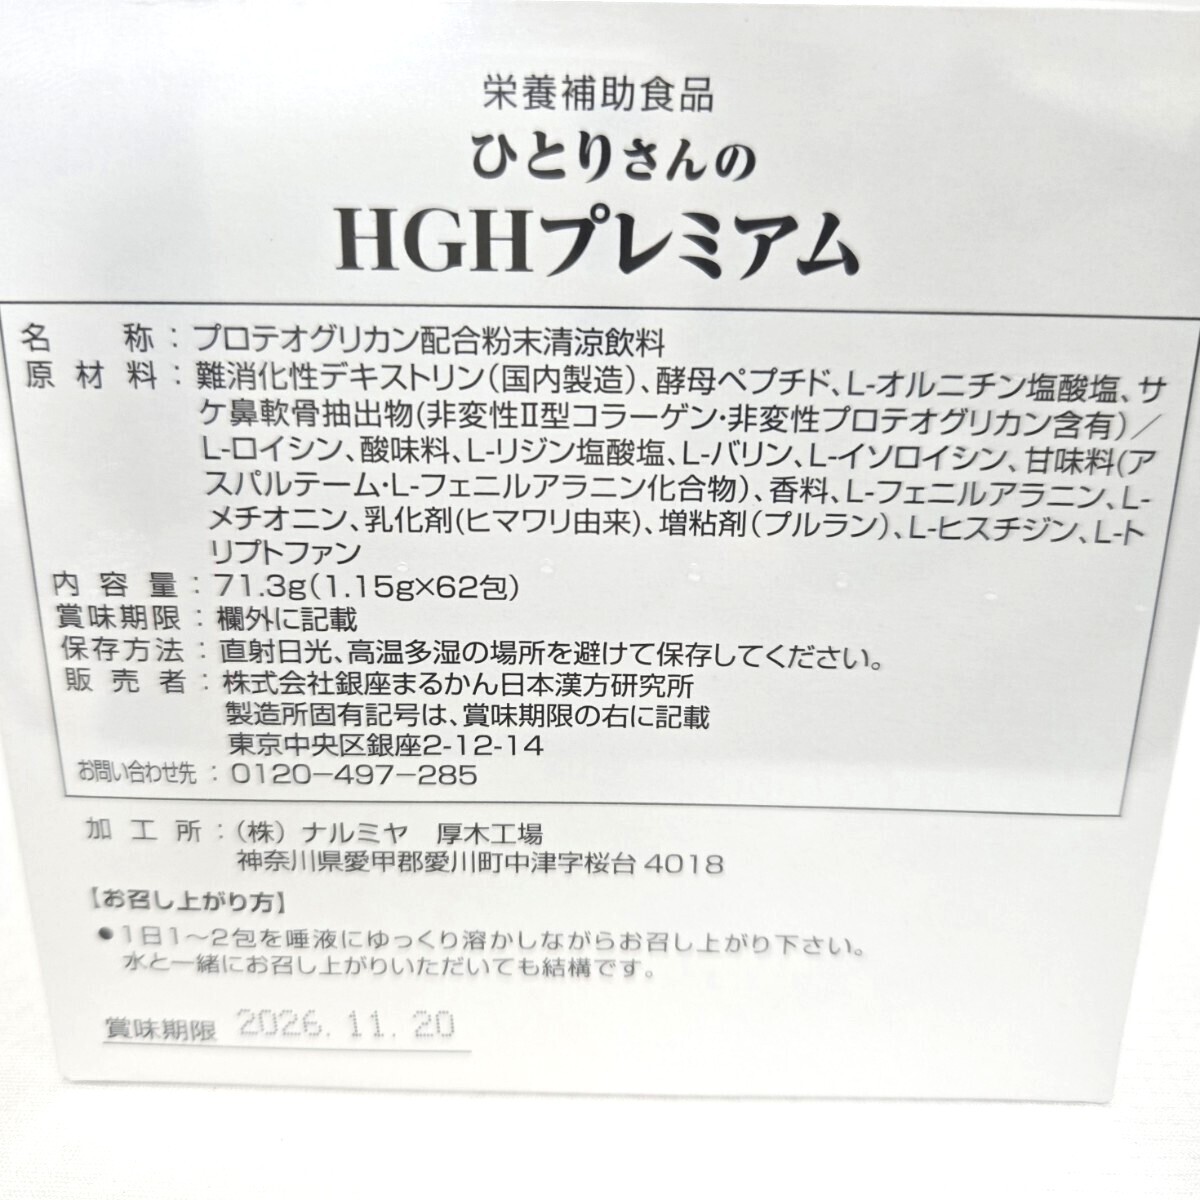 栄養補助食品
ひとりさんの
HGHプレミアム
名称：プロテオグリカン配合粉末清涼飲料
原材料：難消化性デキストリン（国内製造）、酵母ペプチド、L-オルニチン塩酸塩、サ
ケ鼻軟骨抽出物(非変性Ⅱ型コラーゲン・非変性プロテオグリカン含有)／
L-ロイシン、酸味料、L-リジン塩酸塩、L-バリン、L-イソロイシン、甘味料(ア
スパルテーム・L-フェニルアラニン化合物)、香料、L-フェニルアラニン、L-
メチオニン、乳化剤(ヒマワリ由来)、増粘剤（プルラン）、L-ヒスチジン、L-ト
リプトファン
内容量：71.3g(1.15g×62包)
賞味期限：欄外に記載
保存方法：直射日光、高温多湿の場所を避けて保存してください。
販売者：株式会社銀座まるかん日本漢方研究所
製造所固有記号は、賞味期限の右に記載
東京中央区銀座2-12-14
お問い合わせ先：0120−497−285
加工所：（株）ナルミヤ 厚木工場
神奈川県愛甲郡愛川町中津字桜台4018
【お召し上がり方】
●1日1〜2包を唾液にゆっくり溶かしながらお召し上がり下さい。
水と一緒にお召し上がりいただいても結構です。
賞味期限 2026.11.20